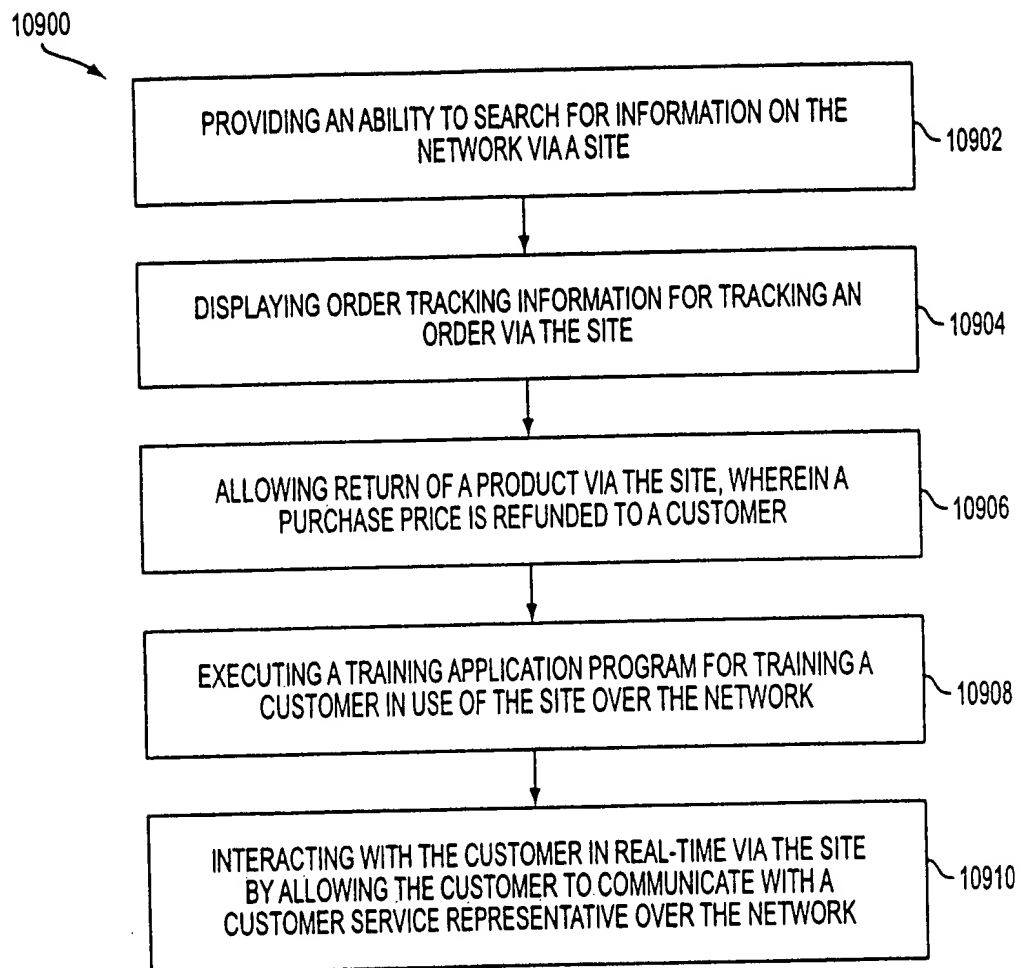 10900
PROVIDING AN ABILITY TO SEARCH FOR INFORMATION ON THE
NETWORK VIA A SITE
10902
DISPLAYING ORDER TRACKING INFORMATION FOR TRACKING AN
ORDER VIA THE SITE
10904
ALLOWING RETURN OF A PRODUCT VIA THE SITE, WHEREIN A
PURCHASE PRICE IS REFUNDED TO A CUSTOMER
10906
EXECUTING A TRAINING APPLICATION PROGRAM FOR TRAINING A
CUSTOMER IN USE OF THE SITE OVER THE NETWORK
10908
INTERACTING WITH THE CUSTOMER IN REAL-TIME VIA THE SITE
BY ALLOWING THE CUSTOMER TO COMMUNICATE WITH A
CUSTOMER SERVICE REPRESENTATIVE OVER THE NETWORK
10910